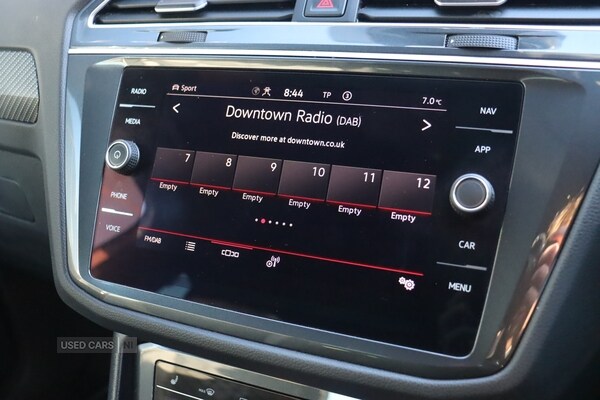 RADIO
MEDIA
PHONE
VOICE
Sport
8:44
TP
3
7.0°C
Downtown Radio (DAB)
Discover more at downtown.co.uk
7 8 9 10 11 12
Empty Empty Empty Empty Empty Empty
FM/DAB
NAV
APP
CAR
MENU
USED CARS NI